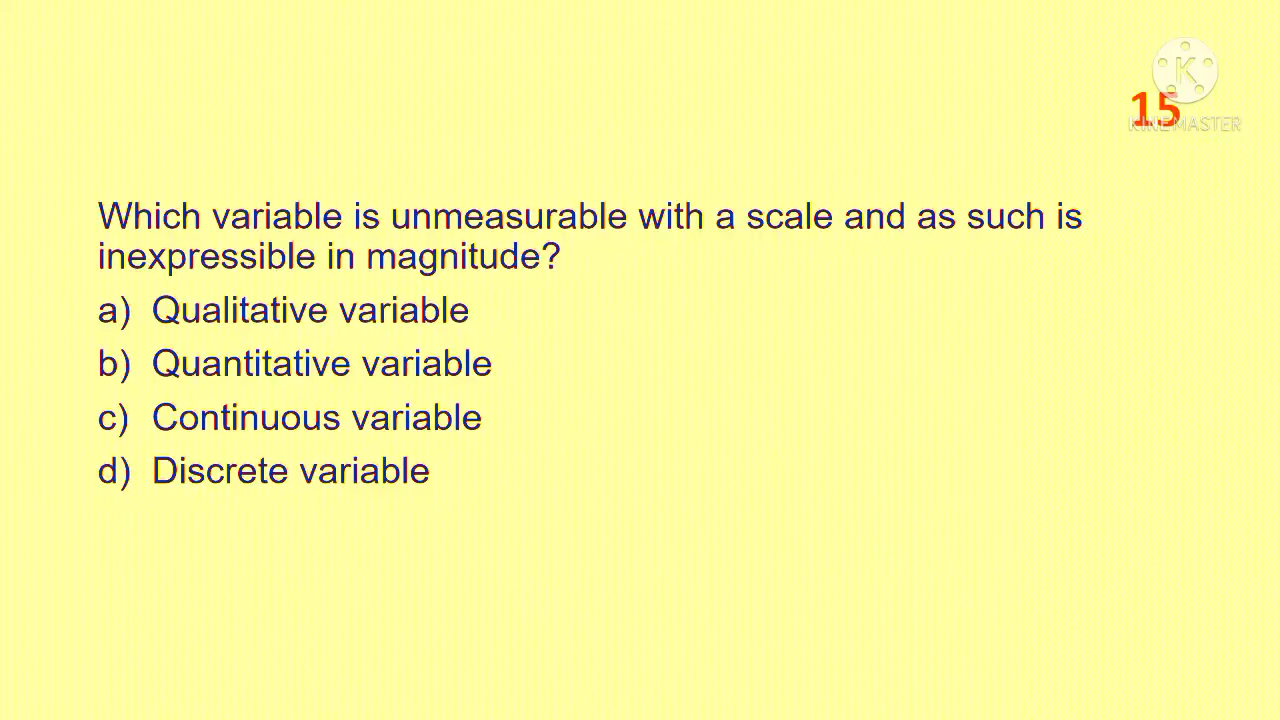 K
15
KINEMASTER
Which variable is unmeasurable with a scale and as such is
inexpressible in magnitude?
a) Qualitative variable
b) Quantitative variable
c) Continuous variable
d) Discrete variable